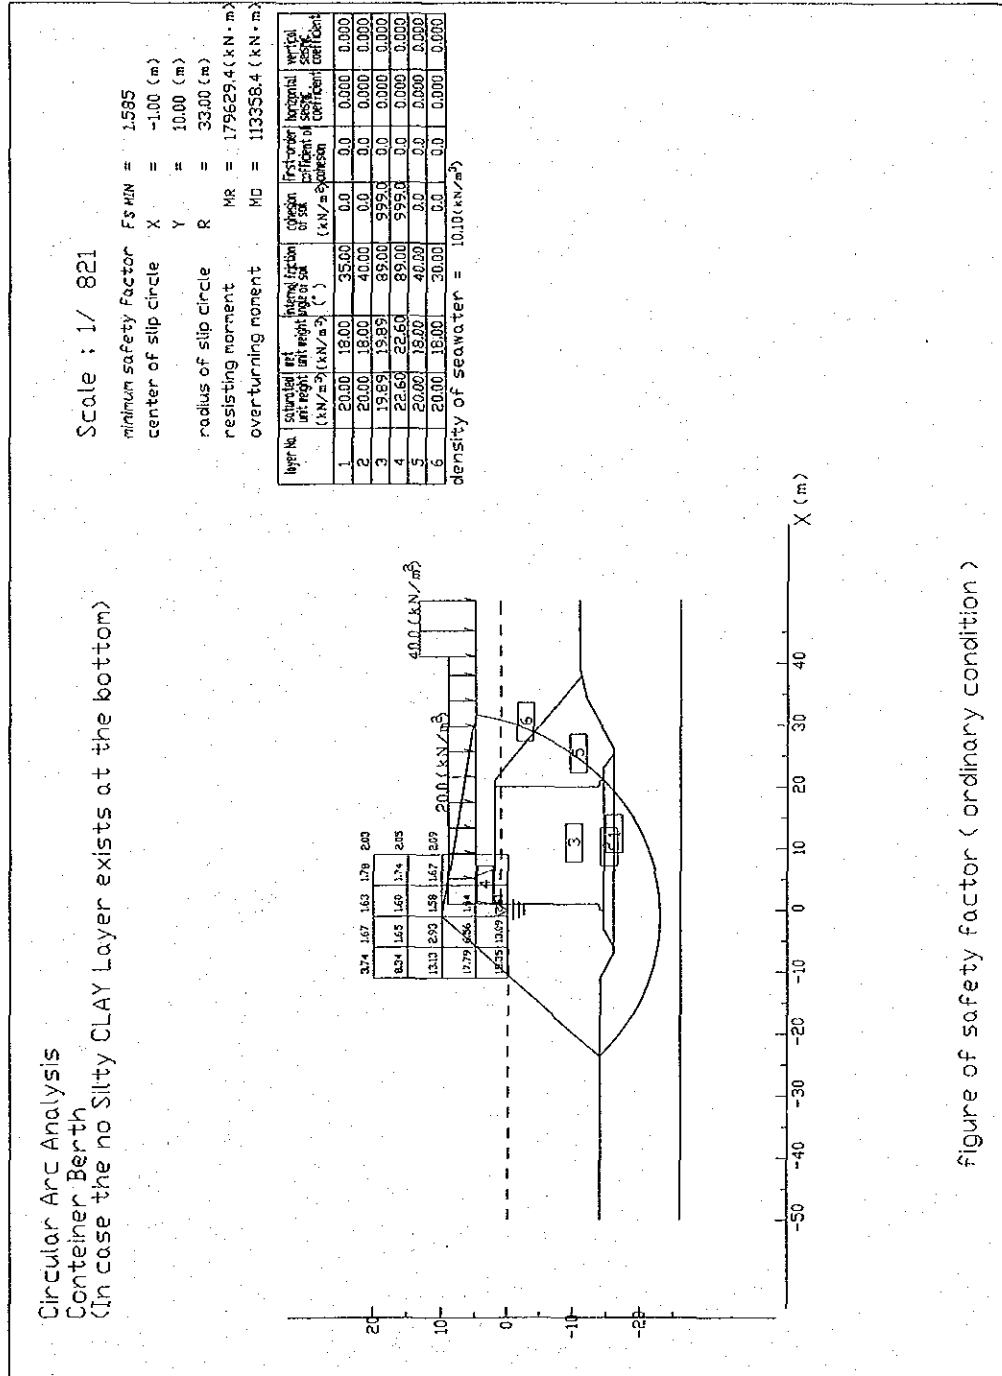 Circular Arc Analysis
Conteiner Berth
(In case the no Silty CLAY Layer exists at the bottom)
Scale : 1/ 821
minimum safety factor FS MIN = 1.585
center of slip circle X = -1.00 (m)
Y = 10.00 (m)
radius of slip circle R = 33.00 (m)
resisting morment MR = 179629.4 (kN・m)
overturning moment MD = 113358.4 (kN・m)
layer No. saturated unit weight (kN/m³) wet unit weight (kN/m³) internal friction angle of soil (°) cohesion of soil (kN/m²) first-order coefficient of cohesion horizontal seismic coefficient vertical seismic coefficient
1 20.00 18.00 35.00 0.0 0.0 0.000 0.000
2 20.00 18.00 40.00 0.0 0.0 0.000 0.000
3 19.89 19.89 89.00 999.0 0.0 0.000 0.000
4 22.60 22.60 89.00 999.0 0.0 0.000 0.000
5 20.00 18.00 40.00 0.0 0.0 0.000 0.000
6 20.00 18.00 30.00 0.0 0.0 0.000 0.000
density of seawater = 10.10 (kN/m³)
40.0 (kN/m²)
20.0 (kN/m²)
3.74 1.67 1.63 1.78 2.03
8.34 1.65 1.60 1.74 2.05
13.13 2.93 1.58 1.67 2.09
17.79 6.56
13.09
4
6
3
5
20
10
0
-10
-20
-50 -40 -30 -20 -10 0 10 20 30 40 X (m)
figure of safety factor ( ordinary condition )